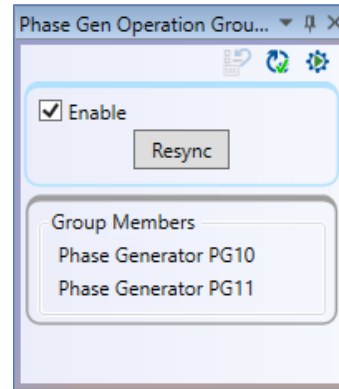 Phase Gen Operation Grou...
Enable
Resync
Group Members
Phase Generator PG10
Phase Generator PG11